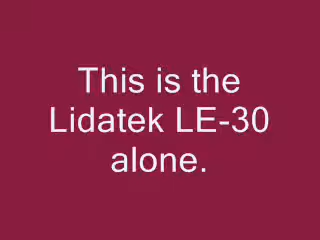 This is the
Lidatek LE-30
alone.